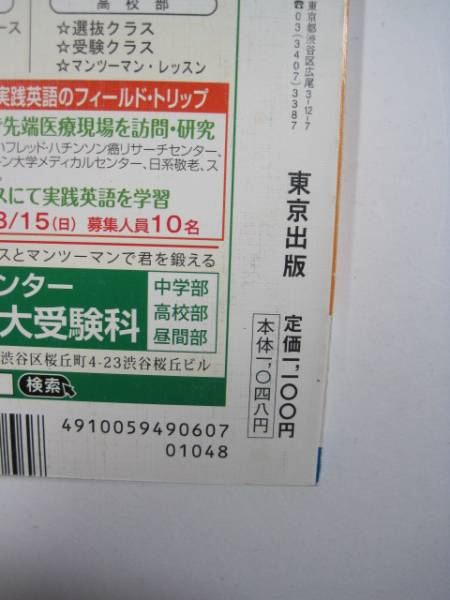 高校部
ース
☆選抜クラス
☆受験クラス
☆マンツーマン・レッスン
実践英語のフィールド・トリップ
先端医療現場を訪問・研究
フレッド・ハチンソン癌リサーチセンター、
ーン大学メディカルセンター、日系敬老、ス
スにて実践英語を学習
8/15(日) 募集人員10名
スとマンツーマンで君を鍛える
ンター
大受験科
中学部
高校部
昼間部
渋谷区桜丘町4-23渋谷桜丘ビル
検索
4910059490607
01048
東京都渋谷区広尾3-12-7
☎03(3407)3387
東京出版
定価1,100円
本体1,048円